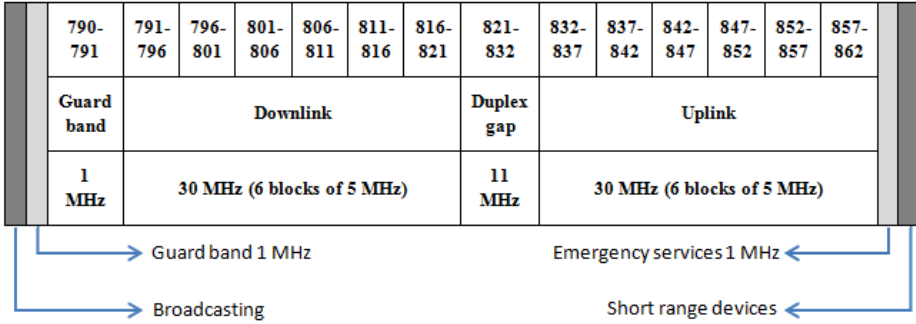 790- 791- 796- 801- 806- 811- 816- 821- 832- 837- 842- 847- 852- 857-
791 796 801 806 811 816 821 832 837 842 847 852 857 862
Guard band Downlink Duplex gap Uplink
1 MHz 30 MHz (6 blocks of 5 MHz) 11 MHz 30 MHz (6 blocks of 5 MHz)
Guard band 1 MHz Emergency services 1 MHz
Broadcasting Short range devices